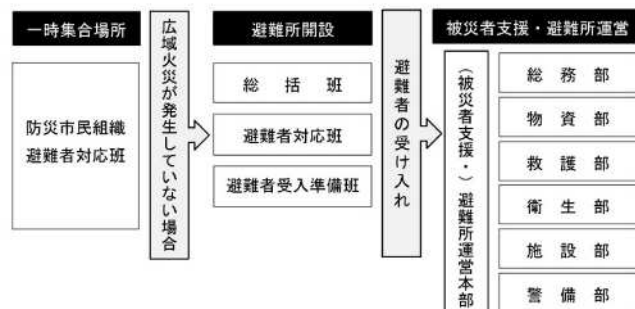 一時集合場所
防災市民組織
避難者対応班
広域火災が発生していない場合
避難所開設
総括班
避難者対応班
避難者受入準備班
避難者の受け入れ
被災者支援・避難所運営
（被災者支援・）避難所運営本部
総務部
物資部
救護部
衛生部
施設部
警備部